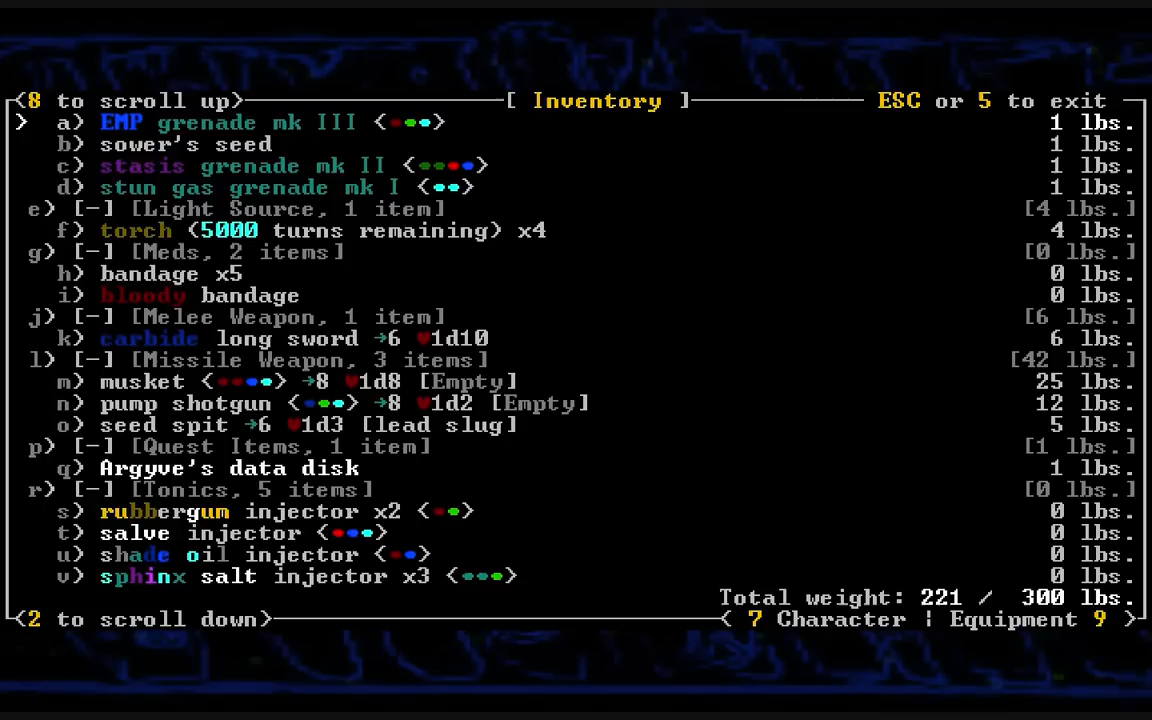 <8 to scroll up> [ Inventory ] ESC or 5 to exit
> a) EMP grenade mk III <•••> 1 lbs.
b) sower's seed 1 lbs.
c) stasis grenade mk II <••••> 1 lbs.
d) stun gas grenade mk I <••> 1 lbs.
e) [-] [Light Source, 1 item] [4 lbs.]
f) torch (5000 turns remaining) x4 4 lbs.
g) [-] [Meds, 2 items] [0 lbs.]
h) bandage x5 0 lbs.
i) bloody bandage 0 lbs.
j) [-] [Melee Weapon, 1 item] [6 lbs.]
k) carbide long sword →6 ♥1d10 6 lbs.
l) [-] [Missile Weapon, 3 items] [42 lbs.]
m) musket <••••> →8 ♥1d8 [Empty] 25 lbs.
n) pump shotgun <•••> →8 ♥1d2 [Empty] 12 lbs.
o) seed spit →6 ♥1d3 [lead slug] 5 lbs.
p) [-] [Quest Items, 1 item] [1 lbs.]
q) Argyve's data disk 1 lbs.
r) [-] [Tonics, 5 items] [0 lbs.]
s) rubbergum injector x2 <••> 0 lbs.
t) salve injector <•••> 0 lbs.
u) shade oil injector <••> 0 lbs.
v) sphinx salt injector x3 <•••> 0 lbs.
Total weight: 221 / 300 lbs.
<2 to scroll down> < 7 Character | Equipment 9 >